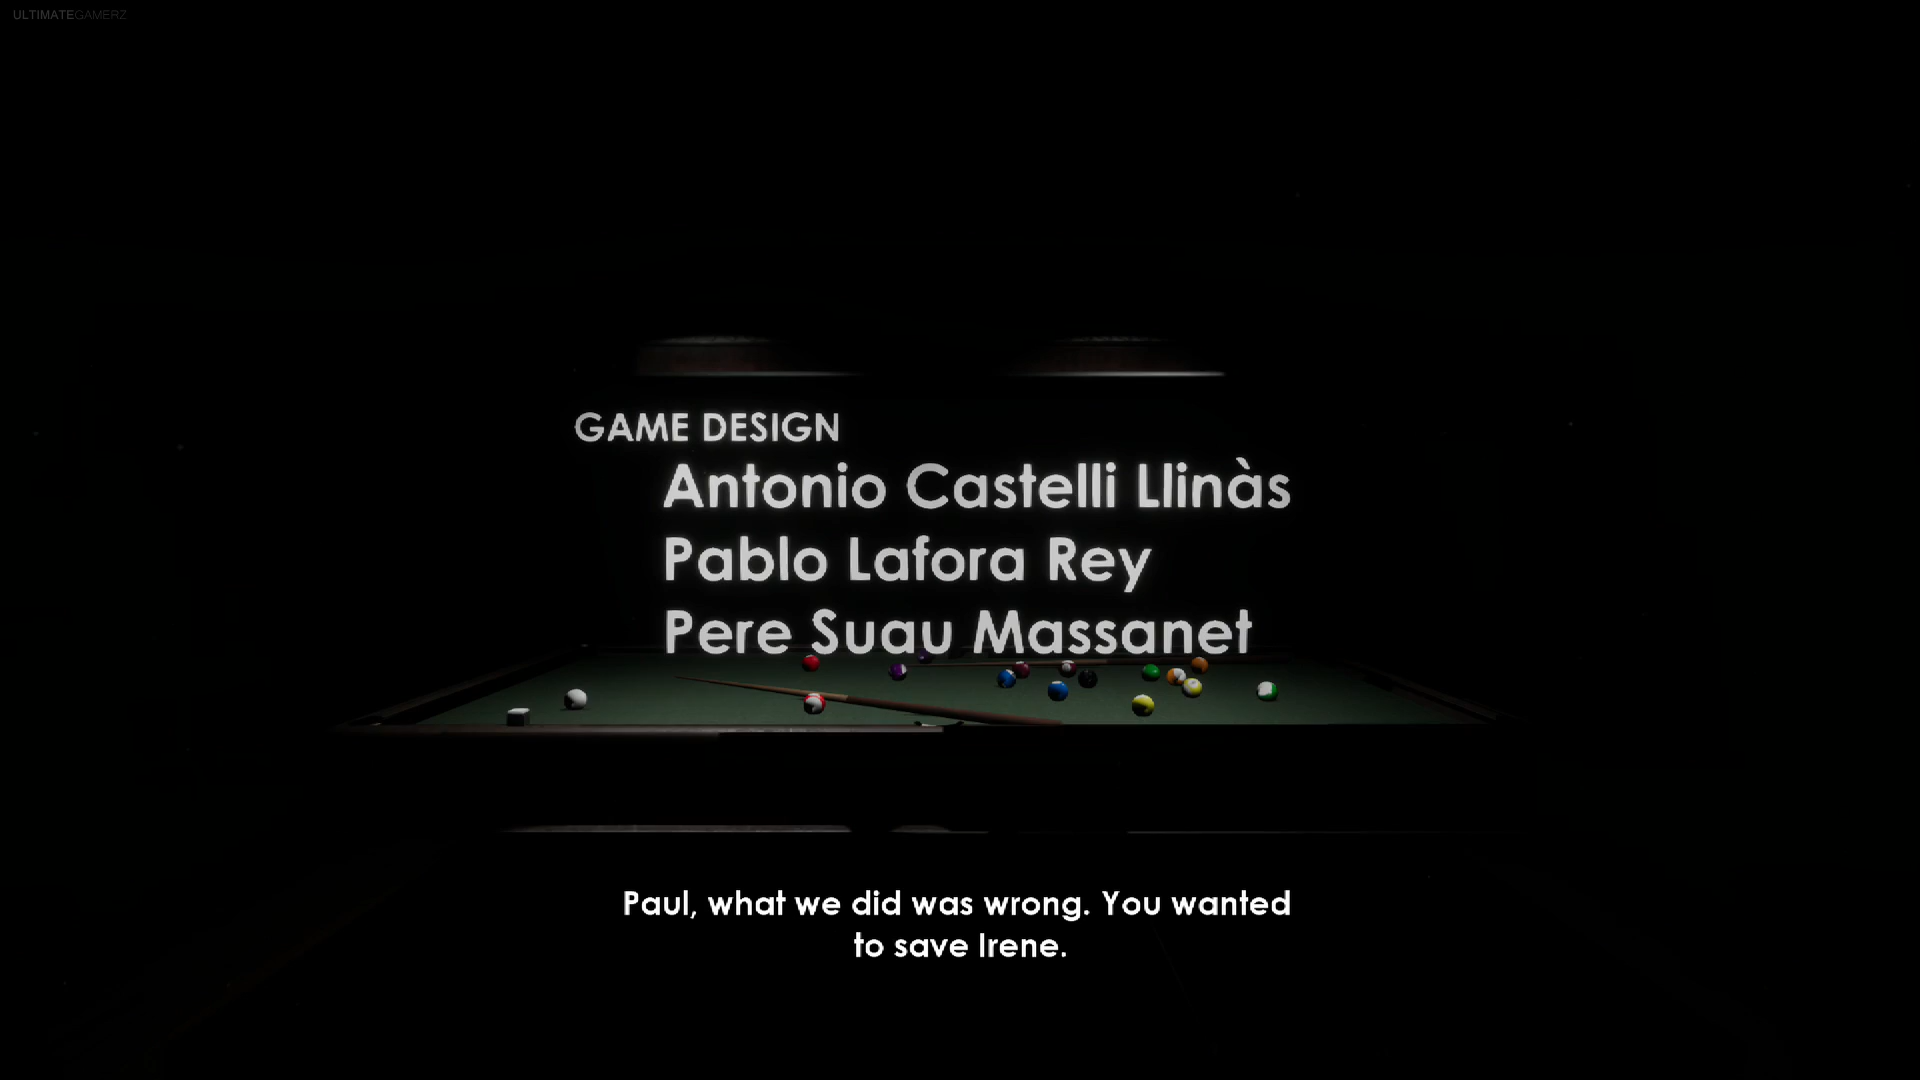 ULTIMATEGAMERZ
GAME DESIGN
Antonio Castelli Llinàs
Pablo Lafora Rey
Pere Suau Massanet
Paul, what we did was wrong. You wanted
to save Irene.